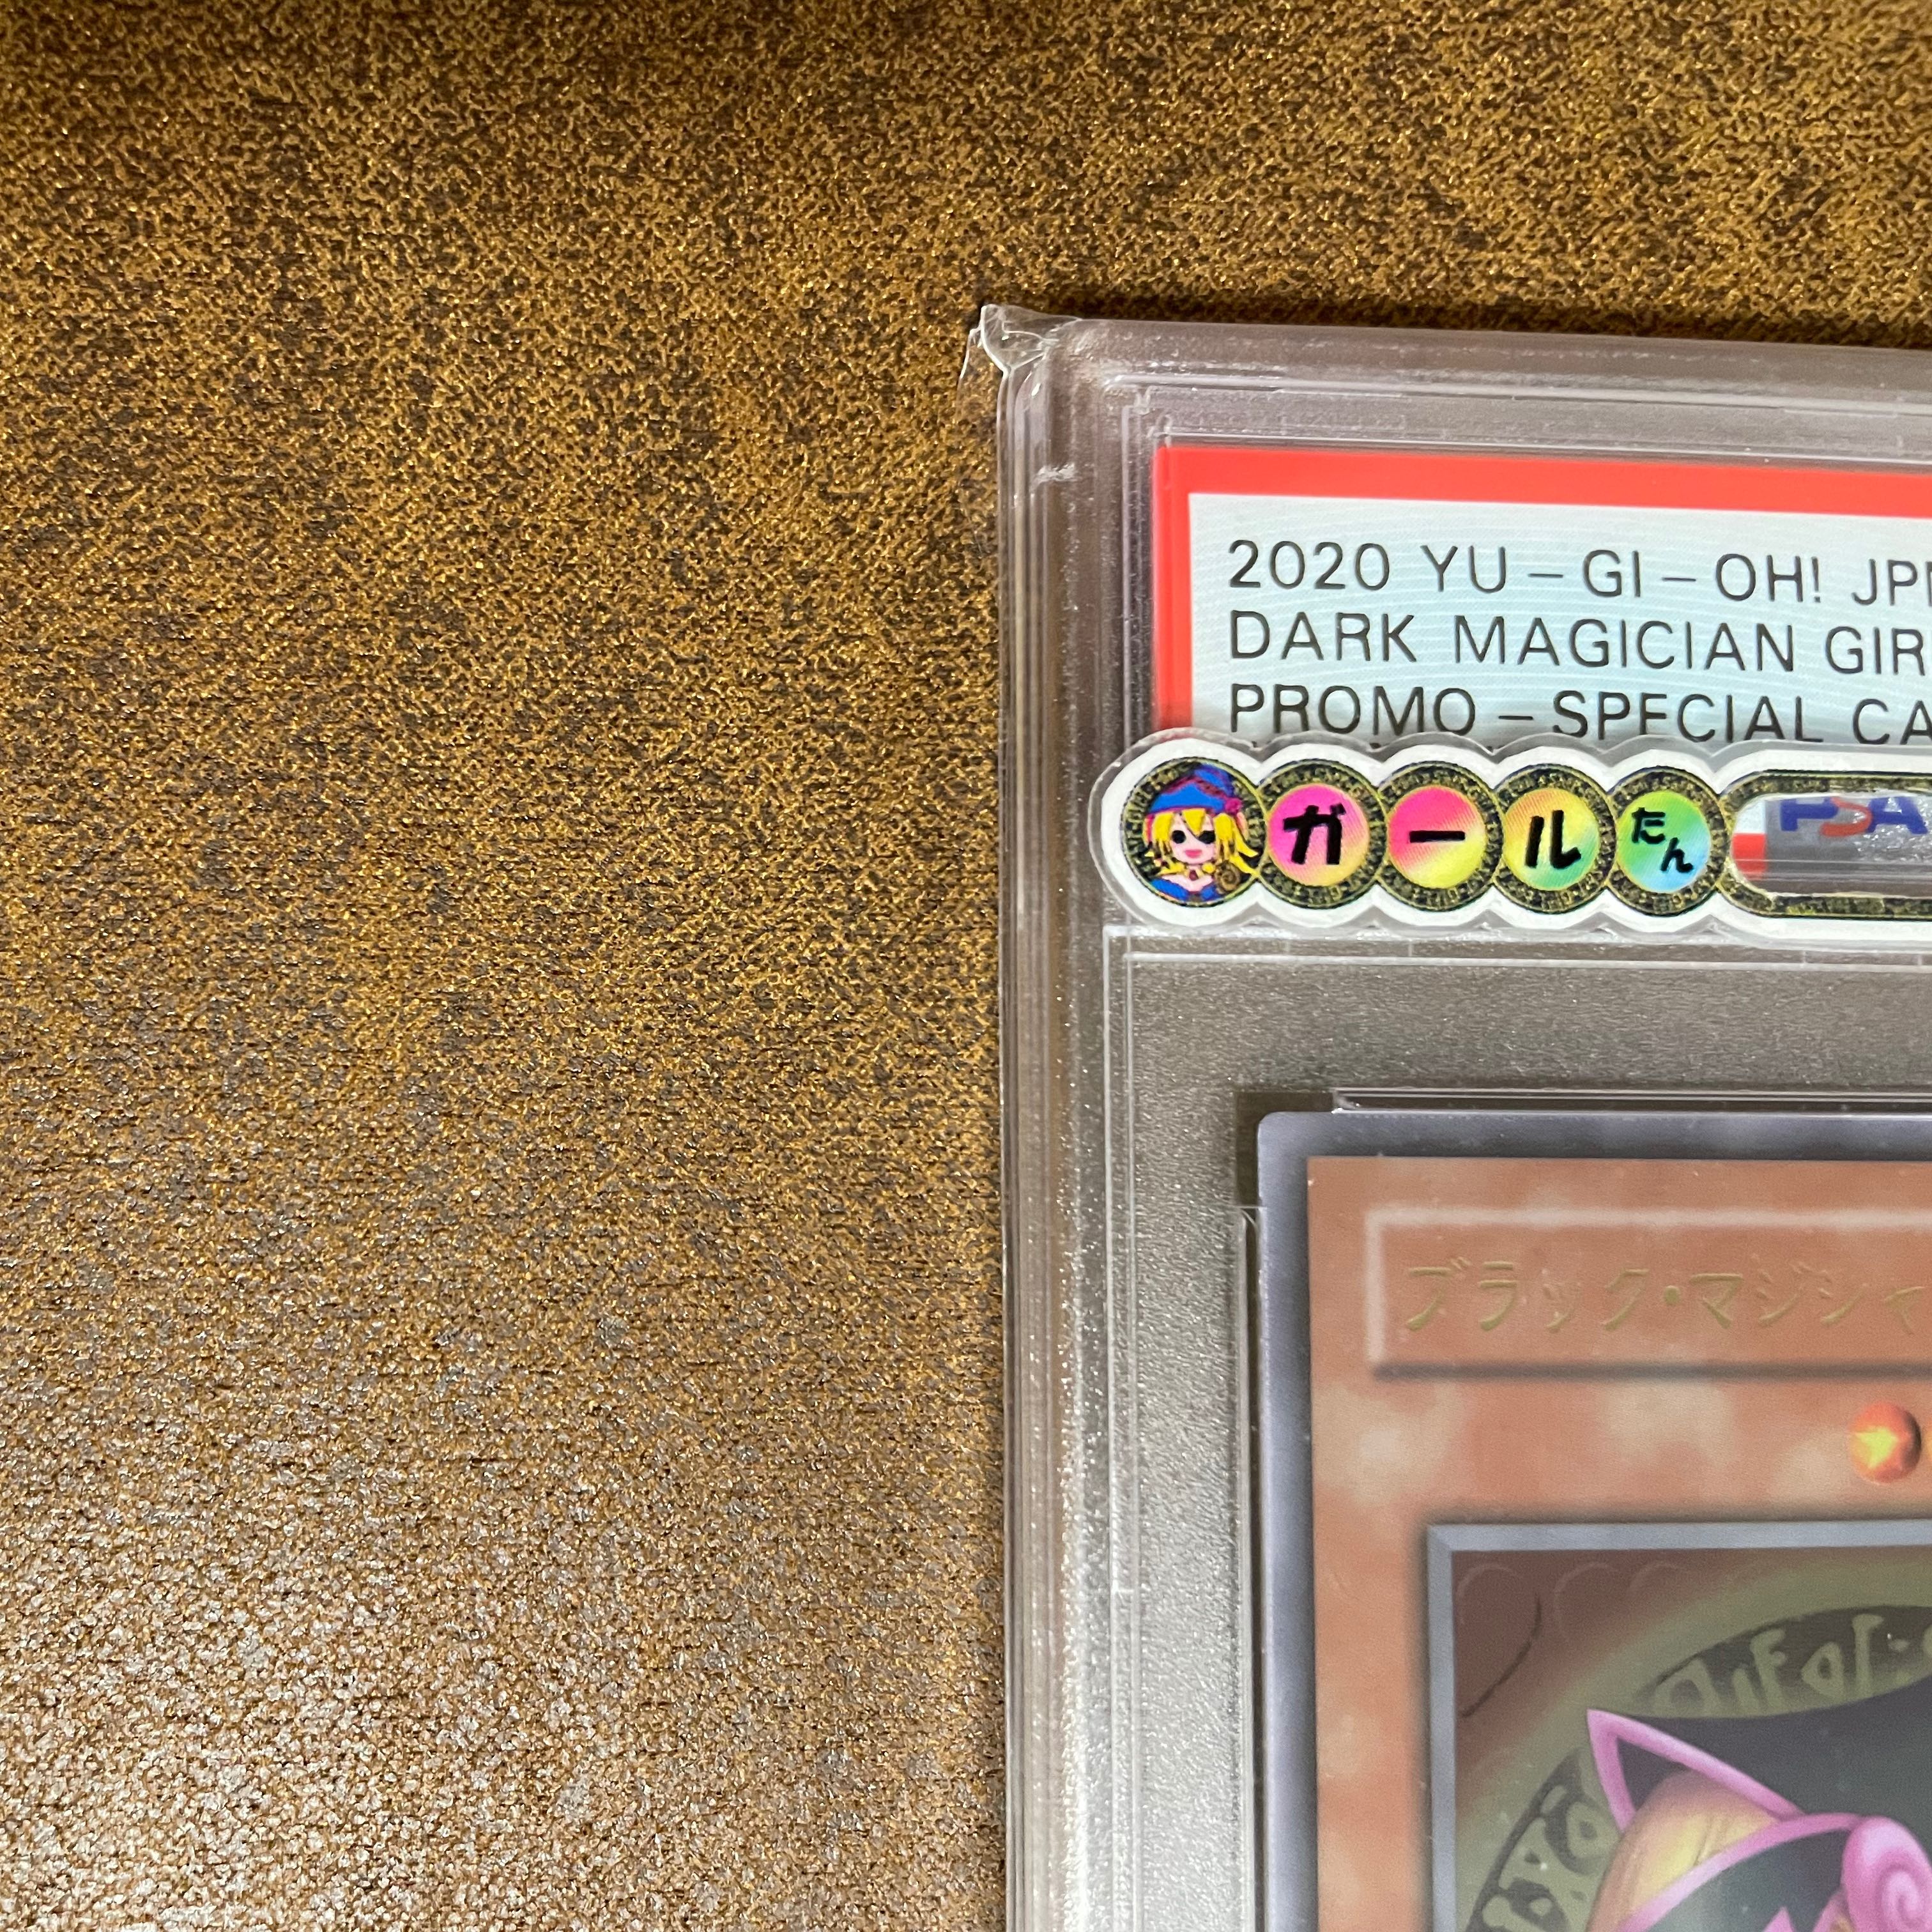 2020 YU-GI-OH! JP
DARK MAGICIAN GIR
PROMO-SPECIAL CA
ガールたん
PSA
ブラック・マジシャ